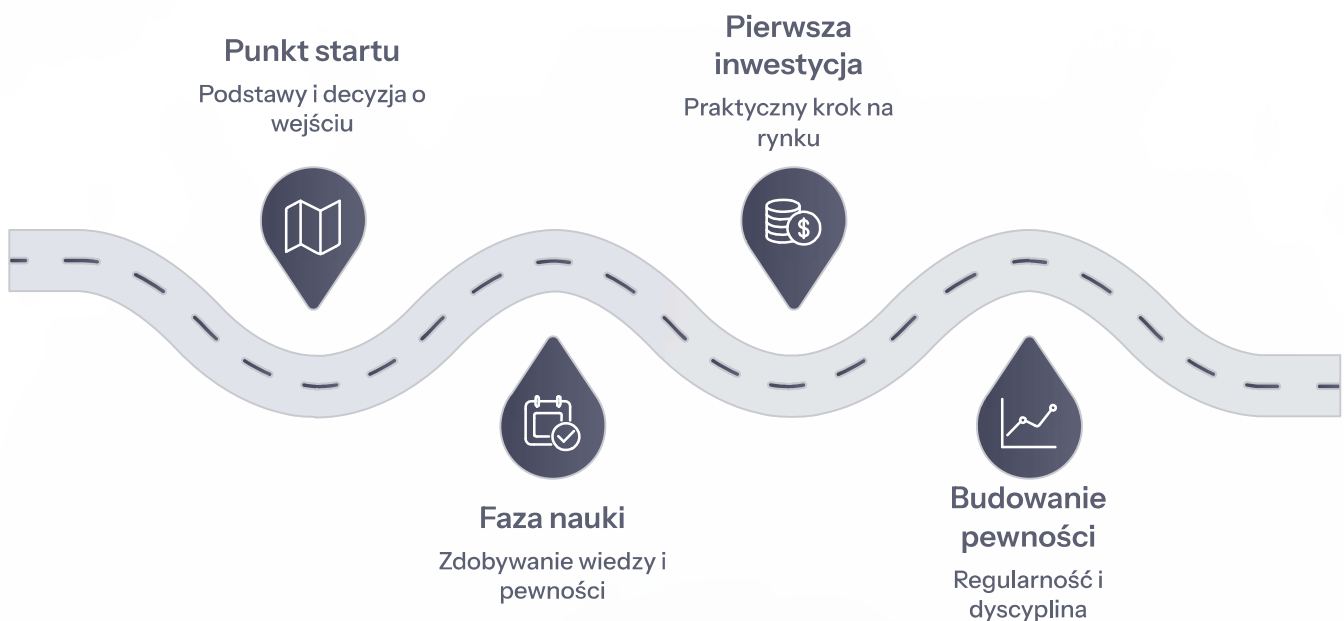 Punkt startu
Podstawy i decyzja o
wejściu
Faza nauki
Zdobywanie wiedzy i
pewności
Pierwsza
inwestycja
Praktyczny krok na
rynku
$
Budowanie
pewności
Regularność i
dyscyplina